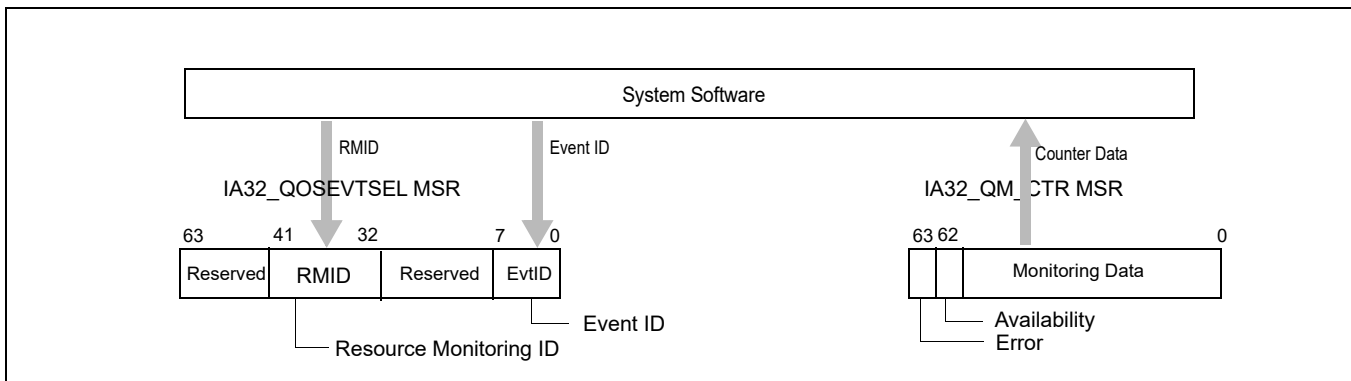 System Software
RMID
Event ID
Counter Data
IA32_QOSEVTSEL MSR
IA32_QM_CTR MSR
63 41 32 7 0
63 62 0
Reserved RMID Reserved EvtID
Monitoring Data
Event ID
Resource Monitoring ID
Availability
Error